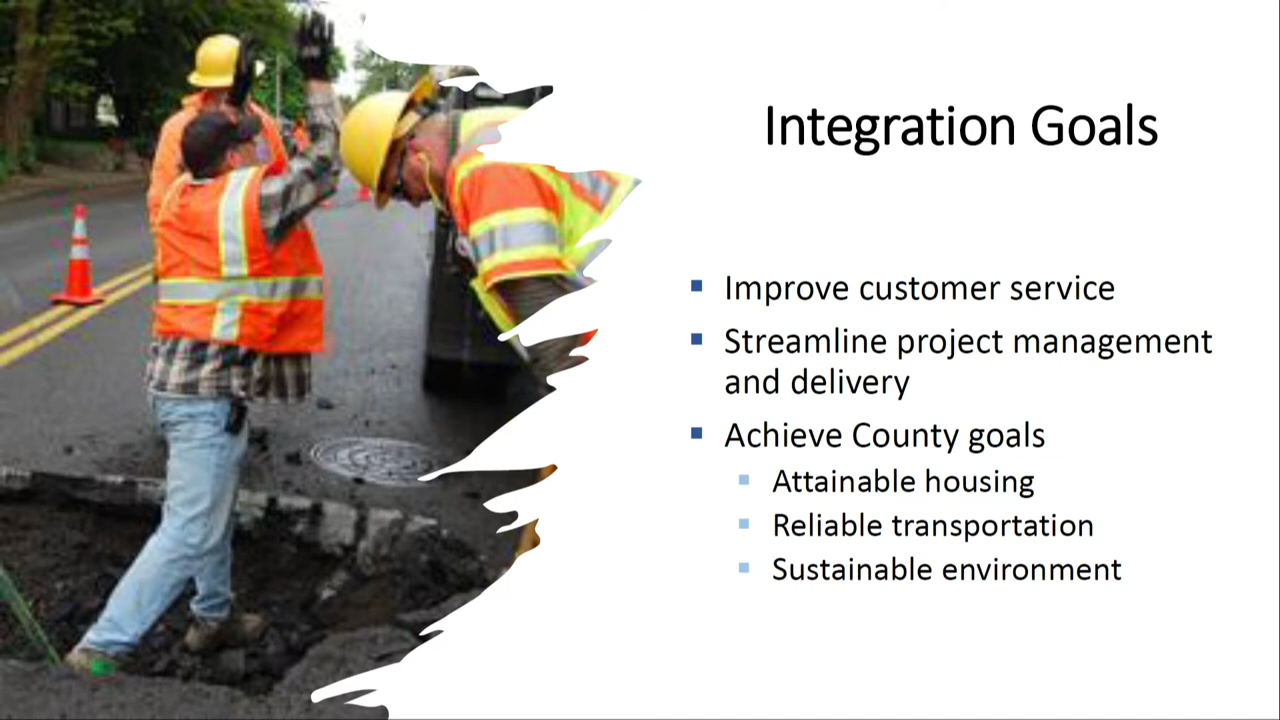 Integration Goals
Improve customer service
Streamline project management
and delivery
Achieve County goals
Attainable housing
Reliable transportation
Sustainable environment